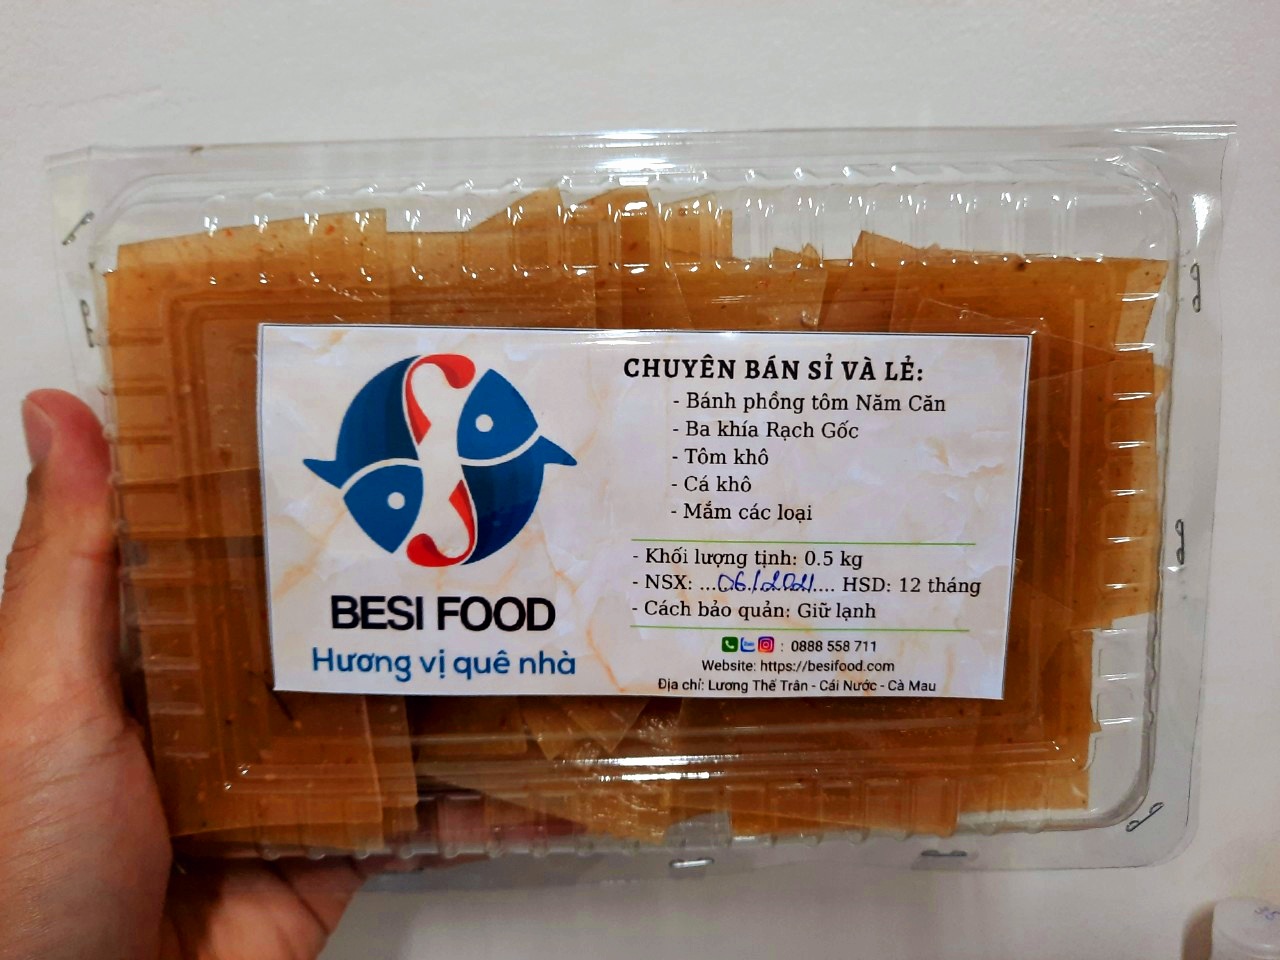 CHUYÊN BÁN SỈ VÀ LẺ:
- Bánh phồng tôm Năm Căn
- Ba khía Rạch Gốc
- Tôm khô
- Cá khô
- Mắm các loại
- Khối lượng tịnh: 0.5 kg
- NSX: ...06/2021.... HSD: 12 tháng
- Cách bảo quản: Giữ lạnh
: 0888 558 711
Website: https://besifood.com
Địa chỉ: Lương Thế Trân - Cái Nước - Cà Mau
BESI FOOD
Hương vị quê nhà